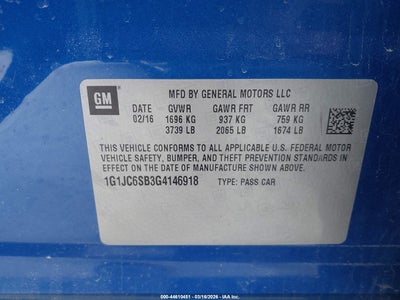 GM
MFD BY GENERAL MOTORS LLC
DATE GVWR GAWR FRT GAWR RR
02/16 1696 KG 937 KG 759 KG
3739 LB 2065 LB 1674 LB
THIS VEHICLE CONFORMS TO ALL APPLICABLE U.S. FEDERAL MOTOR
VEHICLE SAFETY, BUMPER, AND THEFT PREVENTION STANDARDS
IN EFFECT ON THE DATE OF MANUFACTURE SHOWN ABOVE.
1G1JC6SB3G4146918 TYPE: PASS CAR
000-44610451 - 03/18/2026 - IAA Inc.